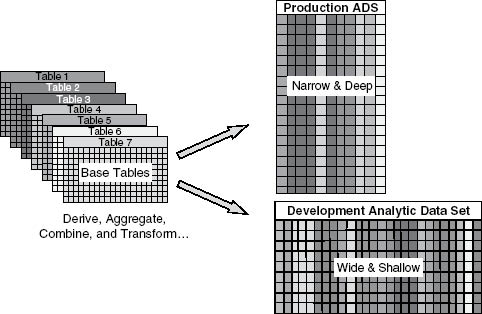 Production ADS
Narrow & Deep
Table 1
Table 2
Table 3
Table 4
Table 5
Table 6
Table 7
Base Tables
Derive, Aggregate,
Combine, and Transform...
Development Analytic Data Set
Wide & Shallow